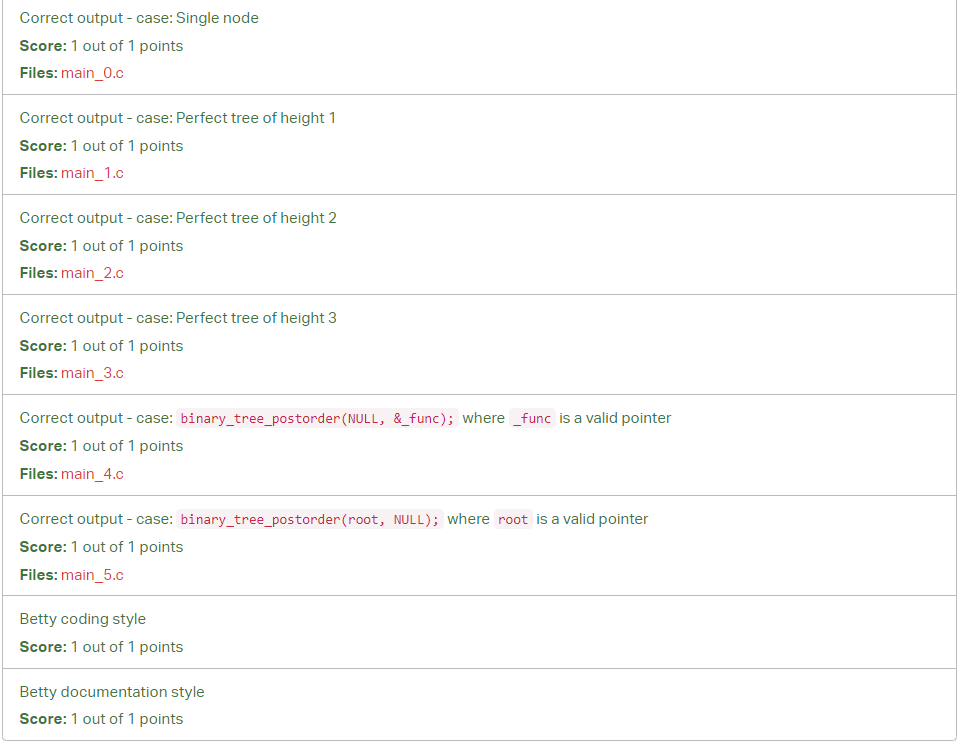 Correct output - case: Single node
Score: 1 out of 1 points
Files: main_0.c
Correct output - case: Perfect tree of height 1
Score: 1 out of 1 points
Files: main_1.c
Correct output - case: Perfect tree of height 2
Score: 1 out of 1 points
Files: main_2.c
Correct output - case: Perfect tree of height 3
Score: 1 out of 1 points
Files: main_3.c
Correct output - case: binary_tree_postorder(NULL, &_func); where _func is a valid pointer
Score: 1 out of 1 points
Files: main_4.c
Correct output - case: binary_tree_postorder(root, NULL); where root is a valid pointer
Score: 1 out of 1 points
Files: main_5.c
Betty coding style
Score: 1 out of 1 points
Betty documentation style
Score: 1 out of 1 points